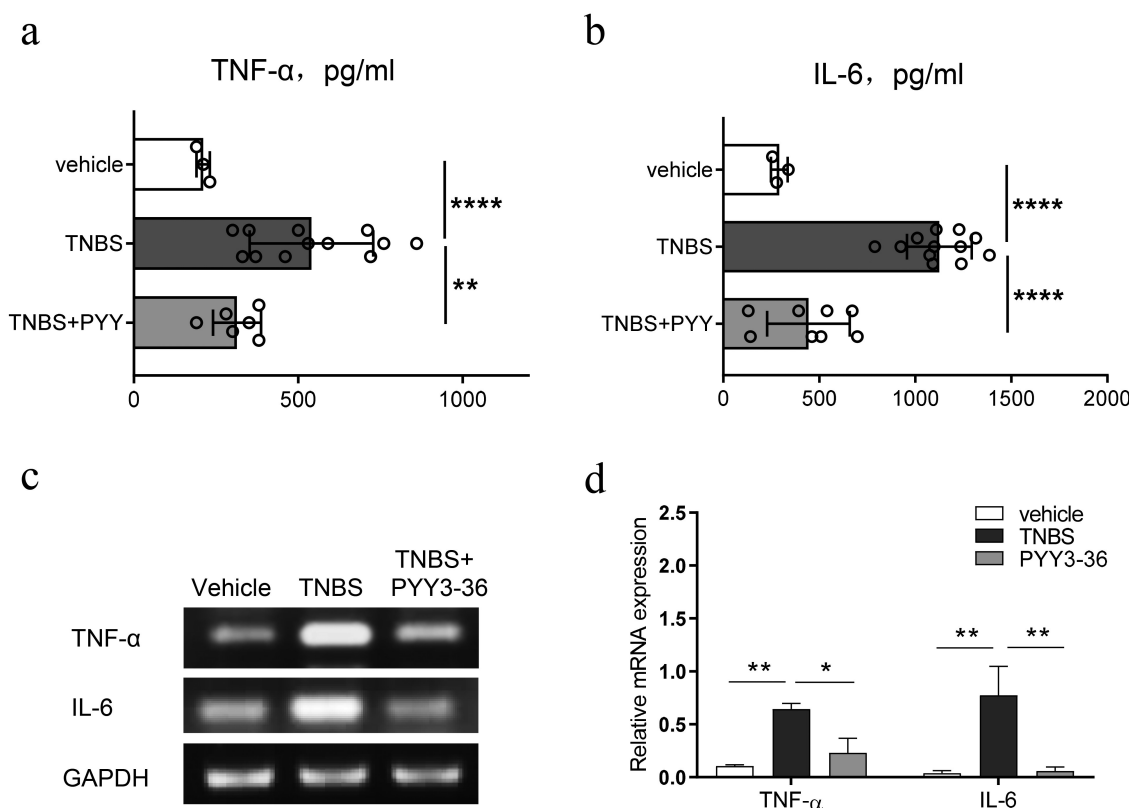 a
TNF-α, pg/ml
vehicle
TNBS
TNBS+PYY
****
**
0 500 1000
b
IL-6, pg/ml
vehicle
TNBS
TNBS+PYY
****
****
0 500 1000 1500 2000
c
Vehicle TNBS TNBS+
PYY3-36
TNF-α
IL-6
GAPDH
d
Relative mRNA expression
2.5
2.0
1.5
1.0
0.5
0.0
vehicle
TNBS
PYY3-36
** *
** **
TNF-α IL-6